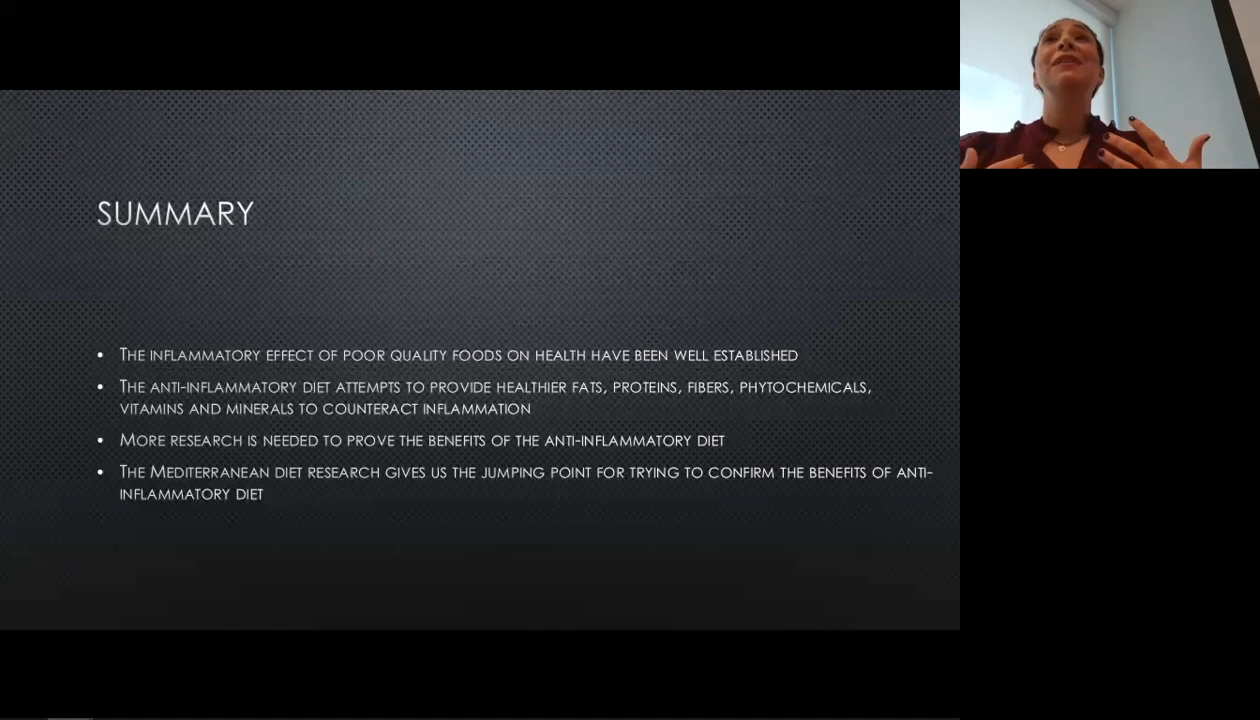 SUMMARY
• THE INFLAMMATORY EFFECT OF POOR QUALITY FOODS ON HEALTH HAVE BEEN WELL ESTABLISHED
• THE ANTI-INFLAMMATORY DIET ATTEMPTS TO PROVIDE HEALTHIER FATS, PROTEINS, FIBERS, PHYTOCHEMICALS,
VITAMINS AND MINERALS TO COUNTERACT INFLAMMATION
• MORE RESEARCH IS NEEDED TO PROVE THE BENEFITS OF THE ANTI-INFLAMMATORY DIET
• THE MEDITERRANEAN DIET RESEARCH GIVES US THE JUMPING POINT FOR TRYING TO CONFIRM THE BENEFITS OF ANTI-
INFLAMMATORY DIET